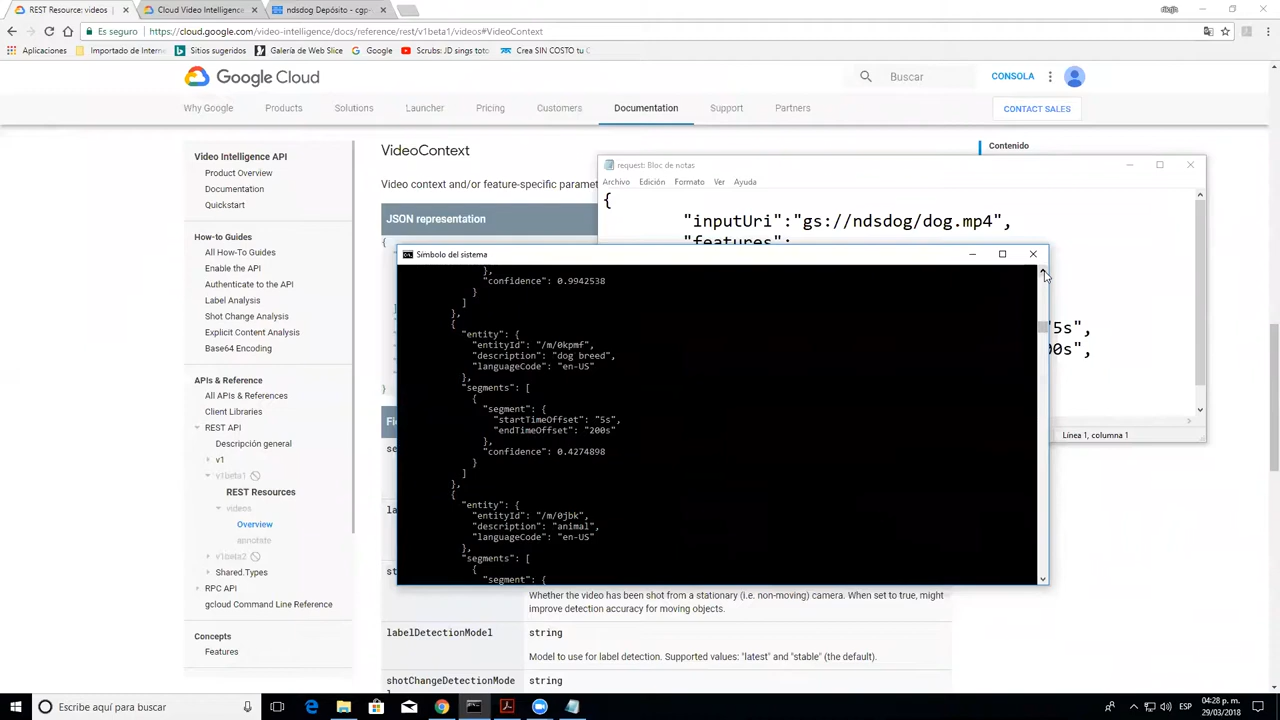 REST Resource: videos
Cloud Video Intelligence
ndsdog Depósito - cgp-
Es seguro
https://cloud.google.com/video-intelligence/docs/reference/rest/v1beta1/videos#VideoContext
Aplicaciones
Importado de Intern
Sitios sugeridos
Galería de Web Slice
Google
Scrubs: JD sings toto
Crea SIN COSTO tu C
Google Cloud
Buscar
CONSOLA
Why Google
Products
Solutions
Launcher
Pricing
Customers
Documentation
Support
Partners
CONTACT SALES
Video Intelligence API
Product Overview
Documentation
Quickstart
How-to Guides
All How-To Guides
Enable the API
Authenticate to the API
Label Analysis
Shot Change Analysis
Explicit Content Analysis
Base64 Encoding
APIs & Reference
All APIs & References
Client Libraries
REST API
Descripción general
v1
v1beta1
REST Resources
videos
Overview
annotate
v1beta2
Shared.Types
RPC API
gcloud Command Line Reference
Concepts
Features
VideoContext
Video context and/or feature-specific parame
JSON representation
{
}
Contenido
request: Bloc de notas
Archivo
Edición
Formato
Ver
Ayuda
{
"inputUri":"gs://ndsdog/dog.mp4",
"features":
5s",
00s",
Línea 1, columna 1
Símbolo del sistema
},
"confidence": 0.9942538
}
]
},
{
"entity": {
"entityId": "/m/0kpmf",
"description": "dog breed",
"languageCode": "en-US"
},
"segments": [
{
"segment": {
"startTimeOffset": "5s",
"endTimeOffset": "200s"
},
"confidence": 0.4274898
}
]
},
{
"entity": {
"entityId": "/m/0jbk",
"description": "animal",
"languageCode": "en-US"
},
"segments": [
{
"segment": {
Whether the video has been shot from a stationary (i.e. non-moving) camera. When set to true, might
improve detection accuracy for moving objects.
labelDetectionModel
string
Model to use for label detection. Supported values: "latest" and "stable" (the default).
shotChangeDetectionMode
string
Escribe aquí para buscar
ESP
04:28 p. m.
29/03/2018